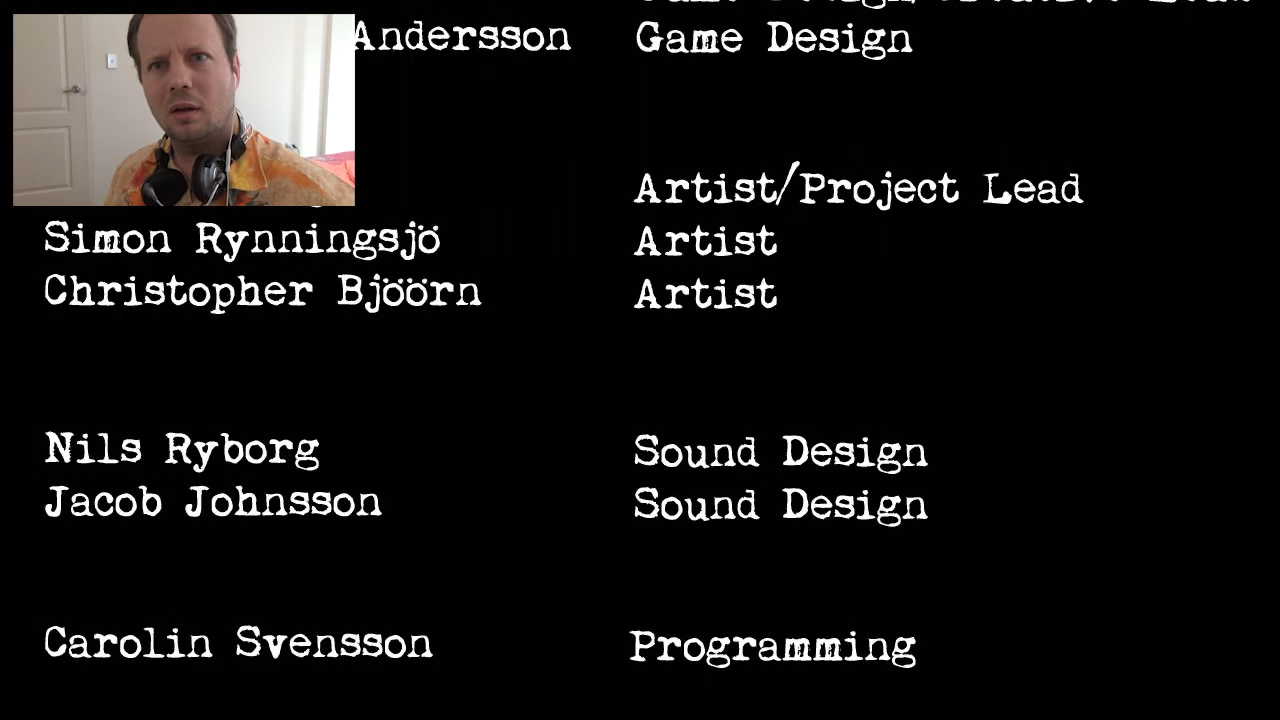 Andersson Game Design
Artist/Project Lead
Simon Rynningsjö Artist
Christopher Bjöörn Artist
Nils Ryborg Sound Design
Jacob Johnsson Sound Design
Carolin Svensson Programming